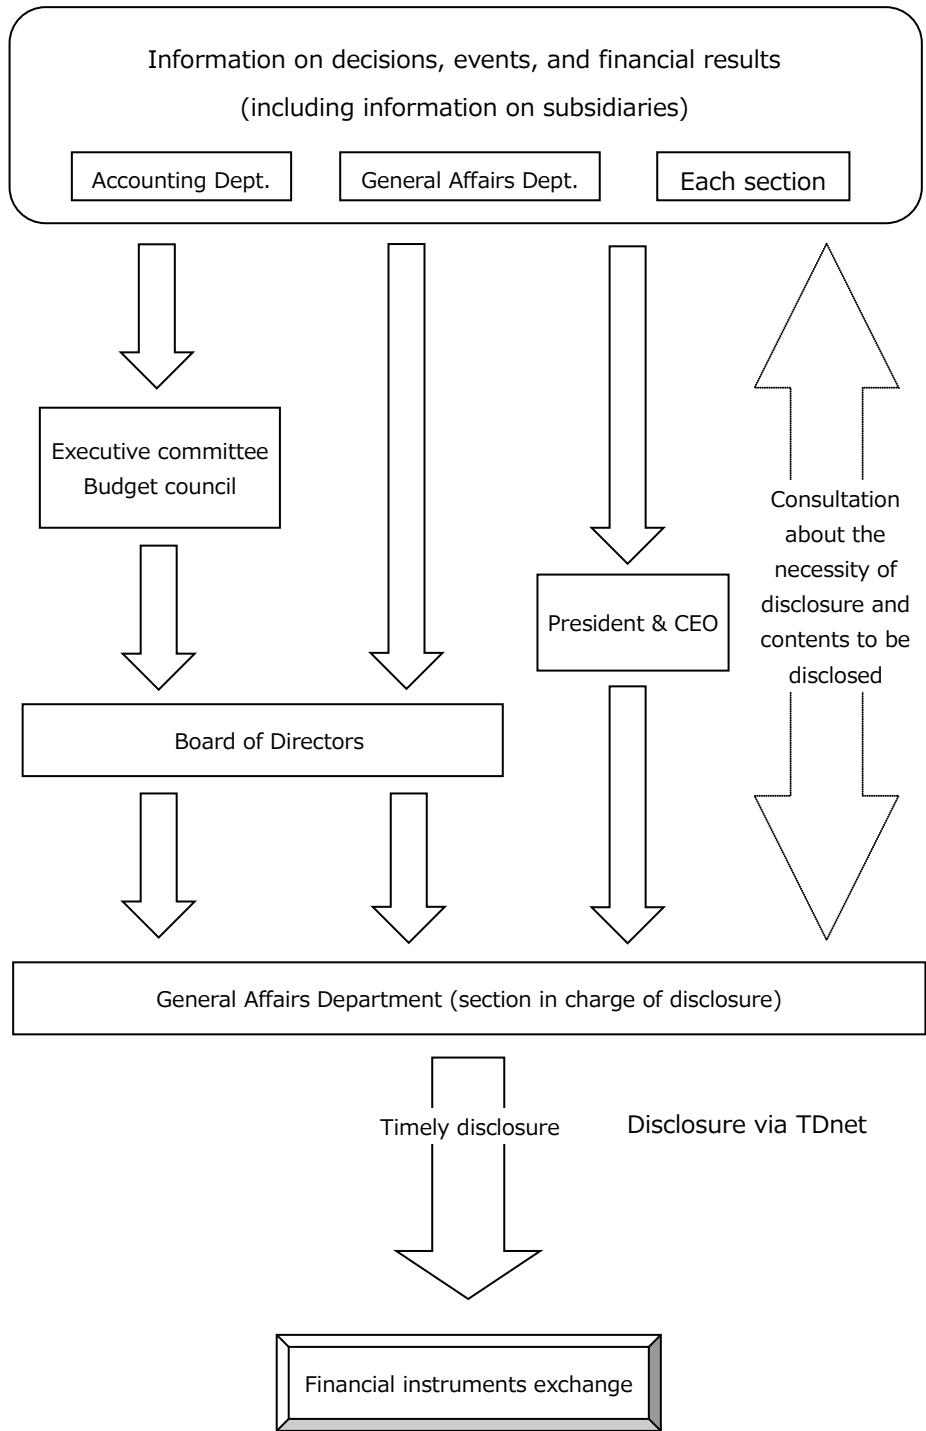 Information on decisions, events, and financial results
(including information on subsidiaries)
Accounting Dept.
General Affairs Dept.
Each section
Executive committee
Budget council
Consultation
about the
necessity of
disclosure and
contents to be
disclosed
President & CEO
Board of Directors
General Affairs Department (section in charge of disclosure)
Timely disclosure
Disclosure via TDnet
Financial instruments exchange